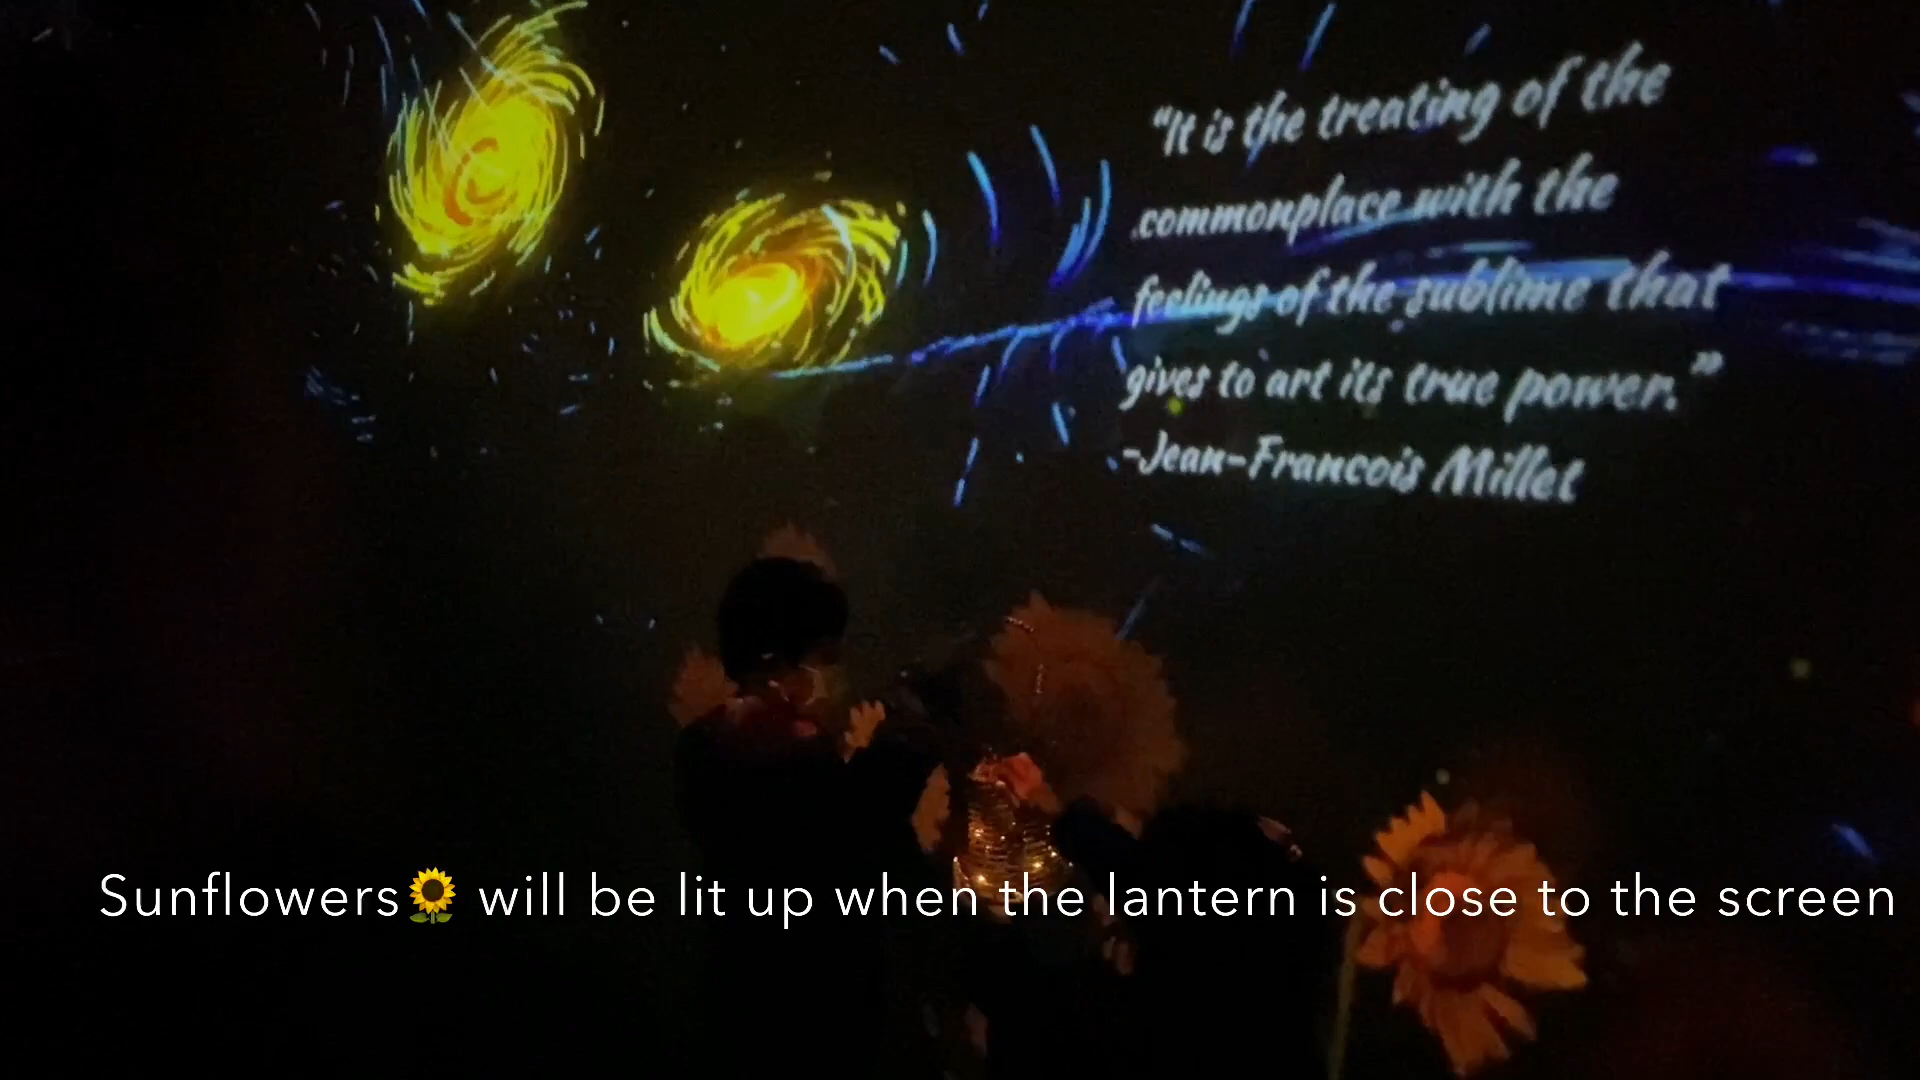 “It is the treating of the
commonplace with the
feelings of the sublime that
gives to art its true power.”
-Jean-Francois Millet
Sunflowers🌻 will be lit up when the lantern is close to the screen